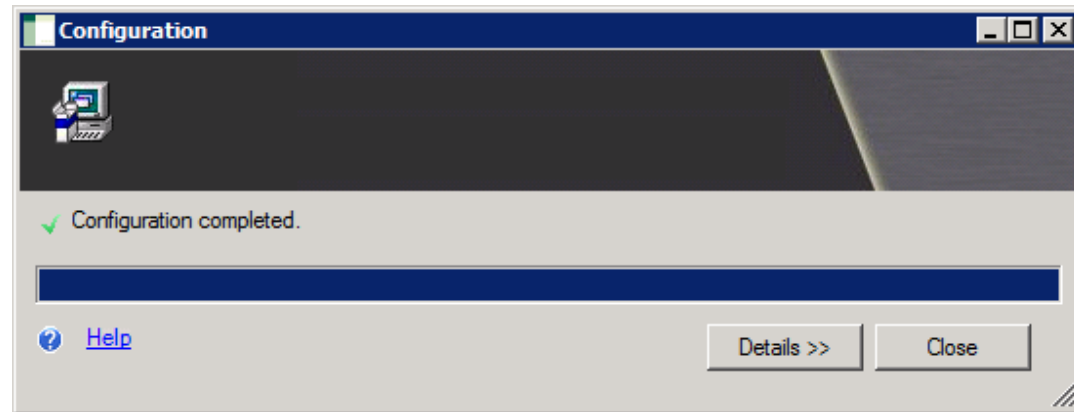 Configuration
Configuration completed.
Help
Details >>
Close